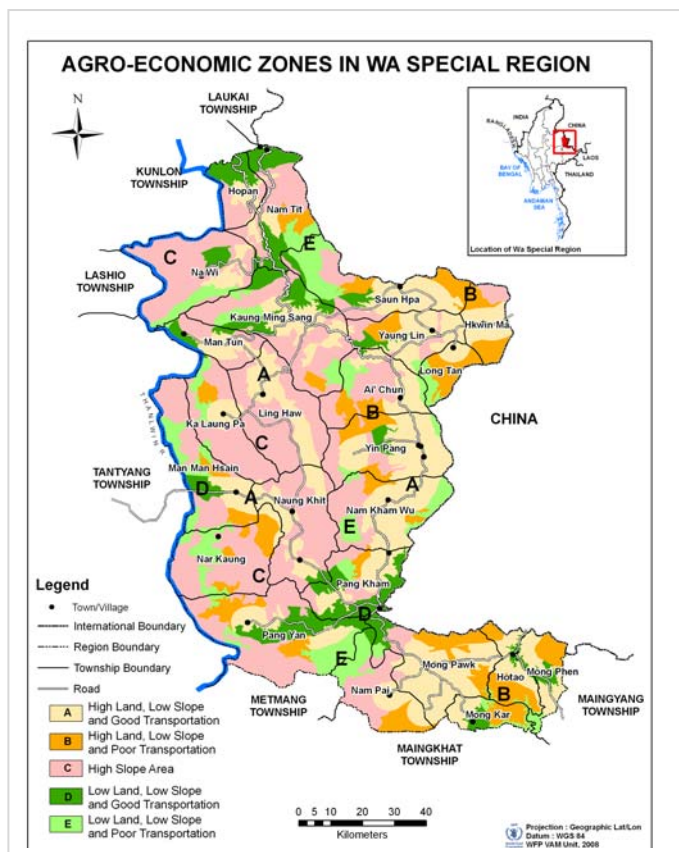 AGRO-ECONOMIC ZONES IN WA SPECIAL REGION
N
LAUKAI
TOWNSHIP
KUNLON
TOWNSHIP
LASHIO
TOWNSHIP
TANTYANG
TOWNSHIP
METMANG
TOWNSHIP
MAINGKHAT
TOWNSHIP
MAINGYANG
TOWNSHIP
CHINA
INDIA
BANGLADESH
CHINA
LAOS
THAILAND
BAY OF
BENGAL
ANDAMAN
SEA
Location of Wa Special Region
Hopan
Nam Tit
E
C
Na Wi
B
Saun Hpa
Kaung Ming Sang
Yaung Lin
Hkwin Ma
Man Tun
Long Tan
A
Ai' Chun
Ling Haw
B
Ka Laung Pa
C
Yin Pang
Man Man Hsain
D
A
A
Naung Khit
Nam Kham Wu
E
Nar Kaung
C
Pang Kham
D
Pang Yan
E
Mong Pawk
Hotao
Mong Phen
B
Nam Pai
Mong Kar
Legend
Town/Village
International Boundary
Region Boundary
Township Boundary
Road
A High Land, Low Slope
and Good Transportation
B High Land, Low Slope
and Poor Transportation
C High Slope Area
D Low Land, Low Slope
and Good Transportation
E Low Land, Low Slope
and Poor Transportation
0 5 10 20 30 40
Kilometers
Projection : Geographic Lat/Lon
Datum : WGS 84
WFP VAM Unit, 2008